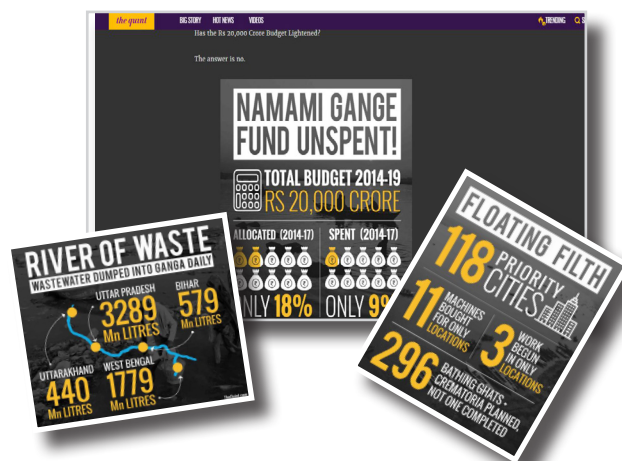 the quint
BIG STORY
HOT NEWS
VIDEOS
TRENDING
Has the Rs 20,000 Crore Budget Lightened?
The answer is no.
NAMAMI GANGE
FUND UNSPENT!
TOTAL BUDGET 2014-19
RS 20,000 CRORE
ALLOCATED (2014-17)
ONLY 18%
SPENT (2014-17)
ONLY 9%
RIVER OF WASTE
WASTEWATER DUMPED INTO GANGA DAILY
UTTAR PRADESH
3289
Mn LITRES
BIHAR
579
Mn LITRES
UTTARAKHAND
440
Mn LITRES
WEST BENGAL
1779
Mn LITRES
FLOATING FILTH
118 PRIORITY
CITIES
11 MACHINES
BOUGHT
FOR ONLY
LOCATIONS
3 WORK
BEGUN
IN ONLY
LOCATIONS
296 BATHING GHATS -
CREMATORIA PLANNED,
NOT ONE COMPLETED